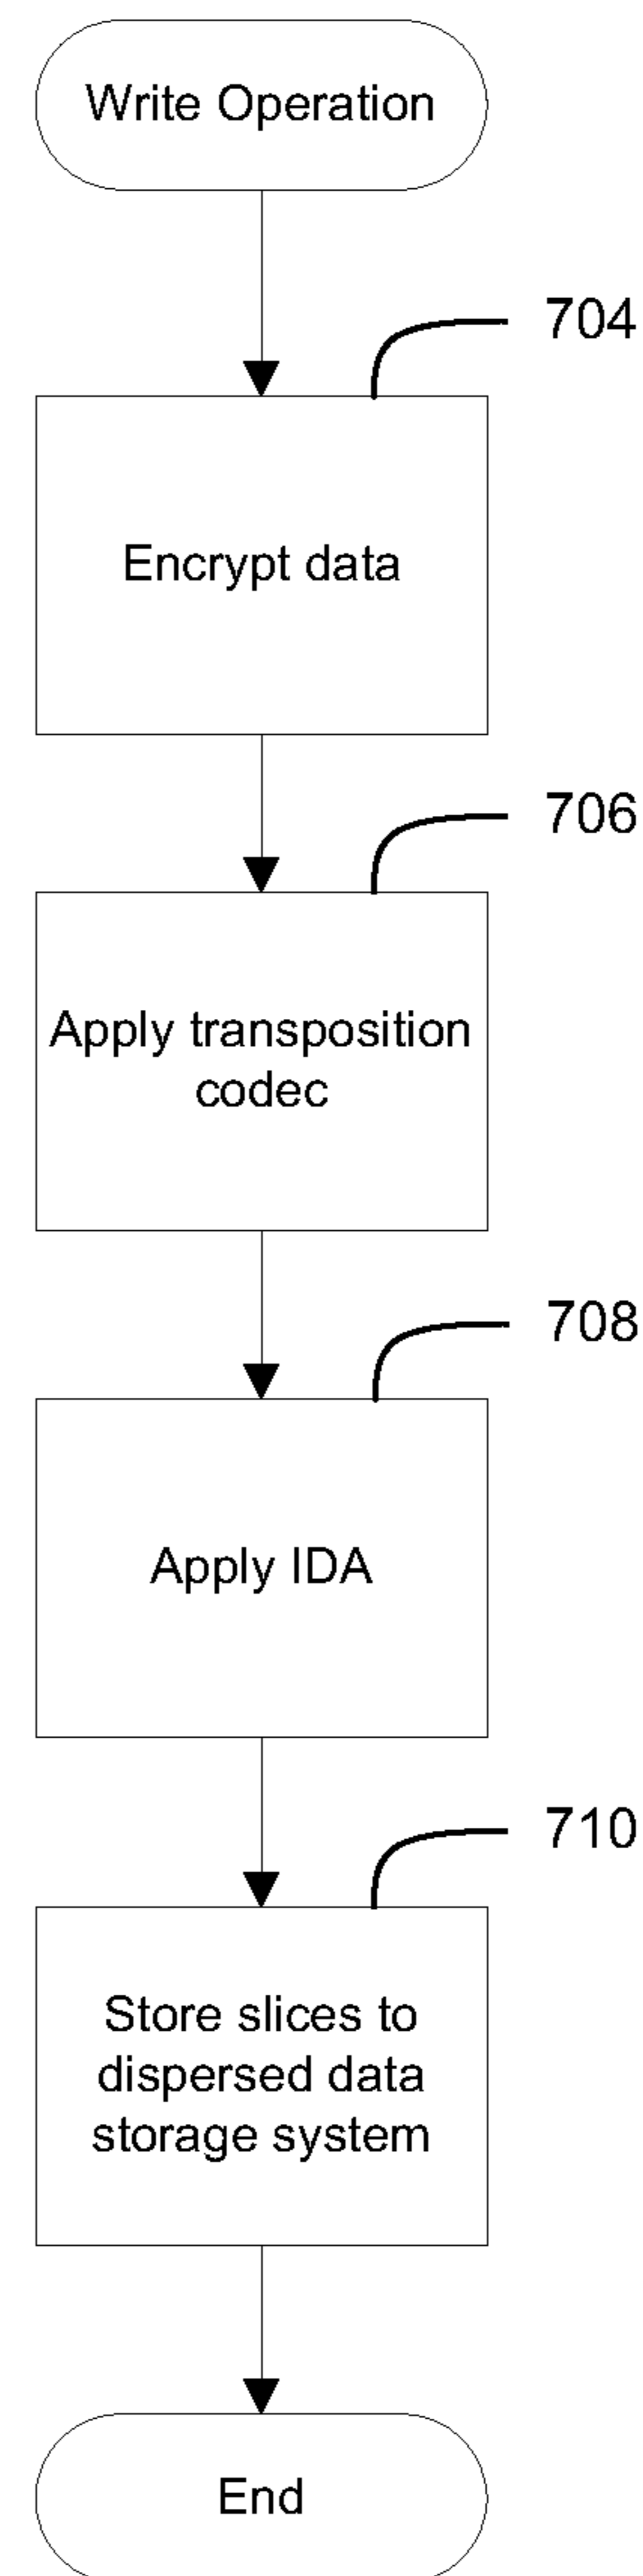 Write Operation
704
Encrypt data
706
Apply transposition
codec
708
Apply IDA
710
Store slices to
dispersed data
storage system
End